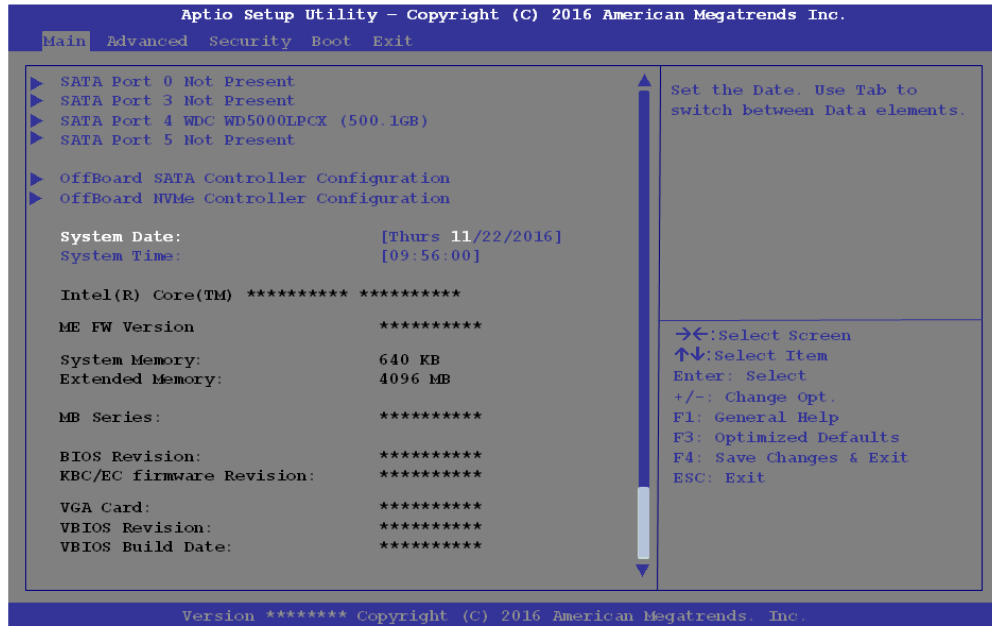 Aptio Setup Utility – Copyright (C) 2016 American Megatrends Inc.
Main Advanced Security Boot Exit
SATA Port 0 Not Present
SATA Port 3 Not Present
SATA Port 4 WDC WD5000LPCX (500.1GB)
SATA Port 5 Not Present
OffBoard SATA Controller Configuration
OffBoard NVMe Controller Configuration
System Date: [Thurs 11/22/2016]
System Time: [09:56:00]
Intel(R) Core(TM) ********** **********
ME FW Version **********
System Memory: 640 KB
Extended Memory: 4096 MB
MB Series: **********
BIOS Revision: **********
KBC/EC firmware Revision: **********
VGA Card: **********
VBIOS Revision: **********
VBIOS Build Date: **********
Set the Date. Use Tab to
switch between Data elements.
→←:Select Screen
↑↓:Select Item
Enter: Select
+/-: Change Opt.
F1: General Help
F3: Optimized Defaults
F4: Save Changes & Exit
ESC: Exit
Version ******** Copyright (C) 2016 American Megatrends. Inc.